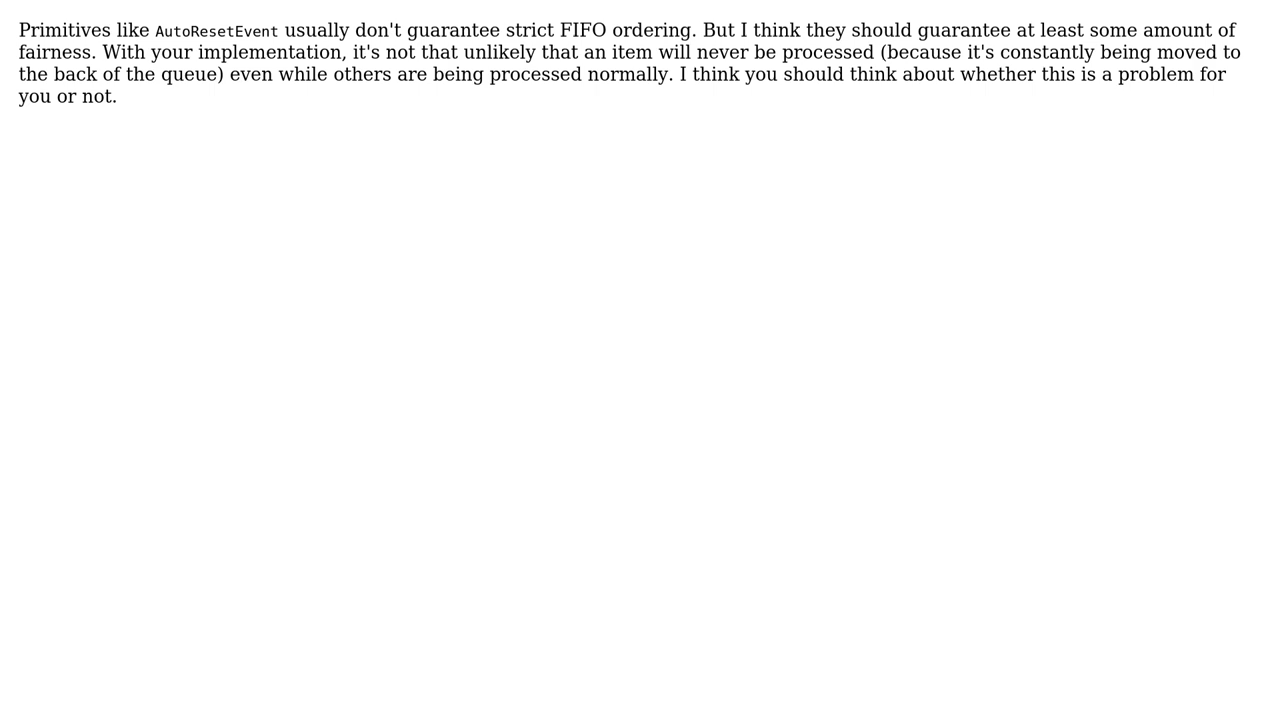 Primitives like AutoResetEvent usually don't guarantee strict FIFO ordering. But I think they should guarantee at least some amount of
fairness. With your implementation, it's not that unlikely that an item will never be processed (because it's constantly being moved to
the back of the queue) even while others are being processed normally. I think you should think about whether this is a problem for
you or not.